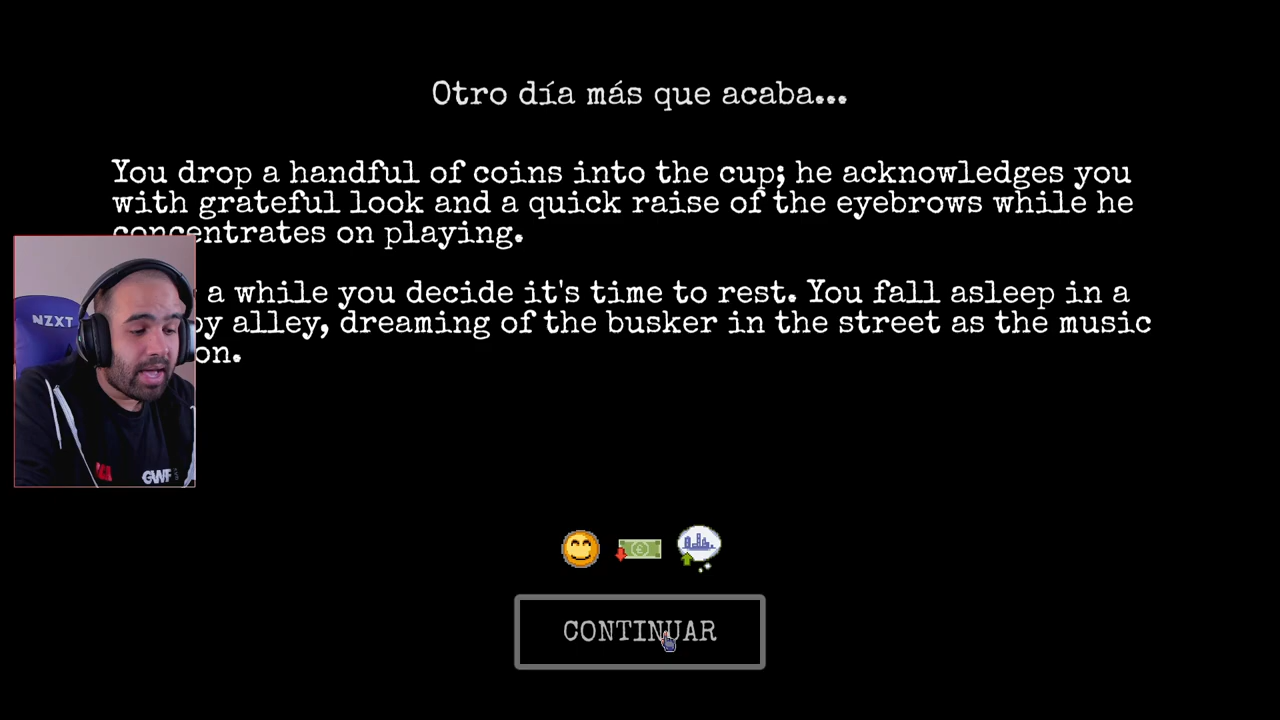 Otro día más que acaba...
You drop a handful of coins into the cup; he acknowledges you
with grateful look and a quick raise of the eyebrows while he
concentrates on playing.
a while you decide it's time to rest. You fall asleep in a
alley, dreaming of the busker in the street as the music
on.
NZXT
GWF
CONTINUAR